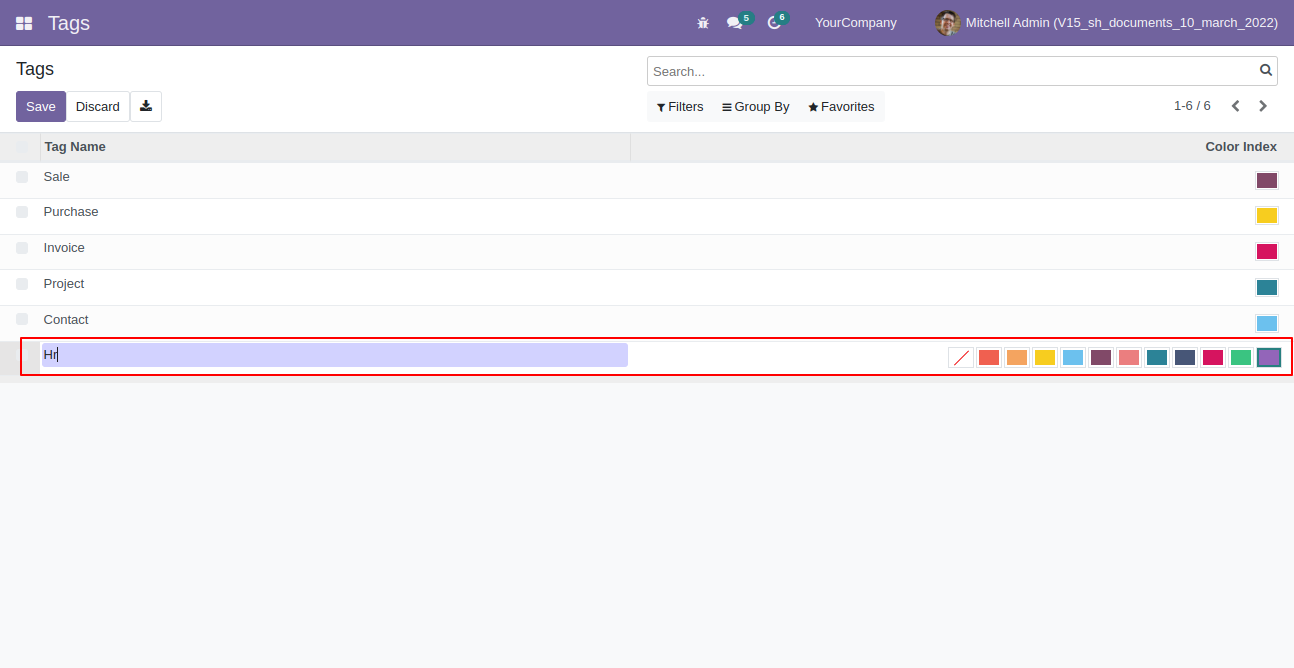 Tags
5
6
YourCompany
Mitchell Admin (V15_sh_documents_10_march_2022)
Tags
Search...
Save
Discard
Filters
Group By
Favorites
1-6 / 6
Tag Name
Color Index
Sale
Purchase
Invoice
Project
Contact
Hr